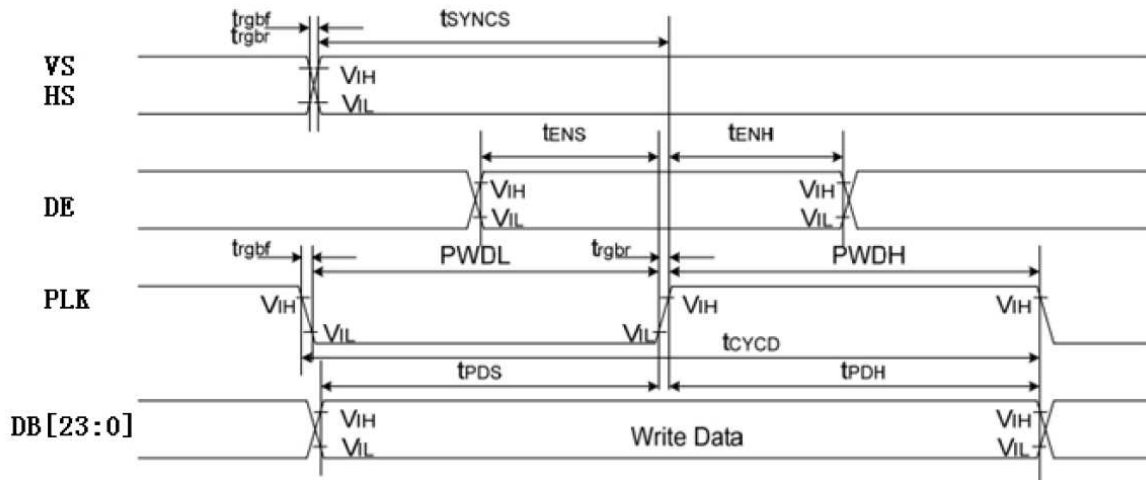 trgbf
trgbr
tSYNCS
VS
HS
VIH
VIL
tENS
tENH
DE
VIH
VIL
VIH
VIL
trgbf
PWDL
trgbr
PWDH
PLK
VIH
VIL
VIL
VIH
VIH
tCYCD
tPDS
tPDH
DB[23:0]
VIH
VIL
Write Data
VIH
VIL